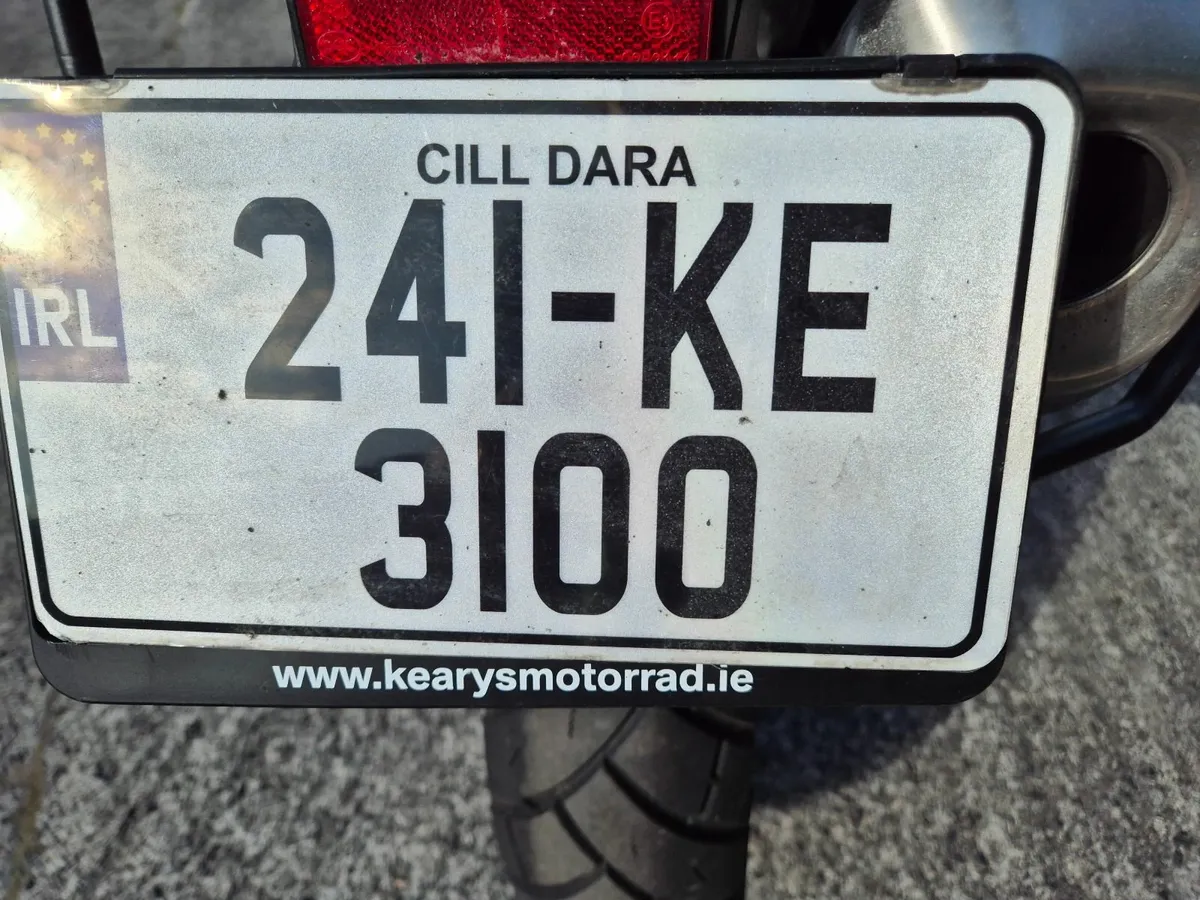 CILL DARA
IRL
241-KE
3100
www.kearysmotorrad.ie